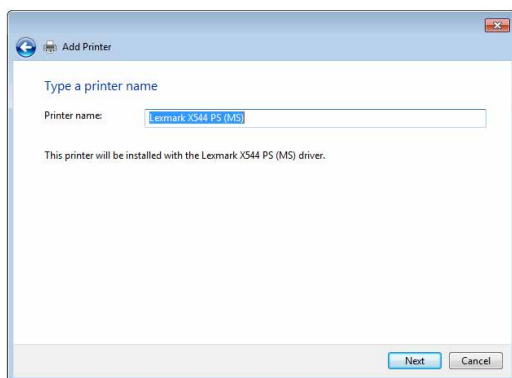 Add Printer
Type a printer name
Printer name: Lexmark X544 PS (MS)
This printer will be installed with the Lexmark X544 PS (MS) driver.
Next Cancel